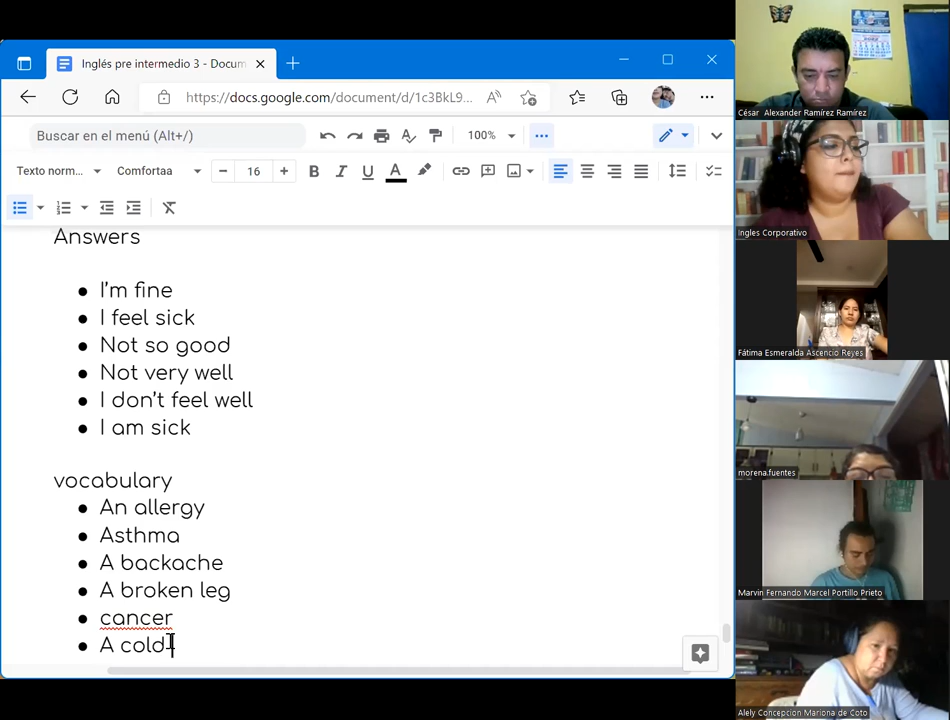 Inglés pre intermedio 3 - Docum
https://docs.google.com/document/d/1c3BkL9...
Buscar en el menú (Alt+/)
100%
Texto norm...
Comfortaa
16
Answers
I'm fine
I feel sick
Not so good
Not very well
I don't feel well
I am sick
vocabulary
An allergy
Asthma
A backache
A broken leg
cancer
A cold
César Alexander Ramírez Ramírez
Ingles Corporativo
Fátima Esmeralda Ascencio Reyes
morena.fuentes
Marvin Fernando Marcel Portillo Prieto
Alely Concepcion Mariona de Coto